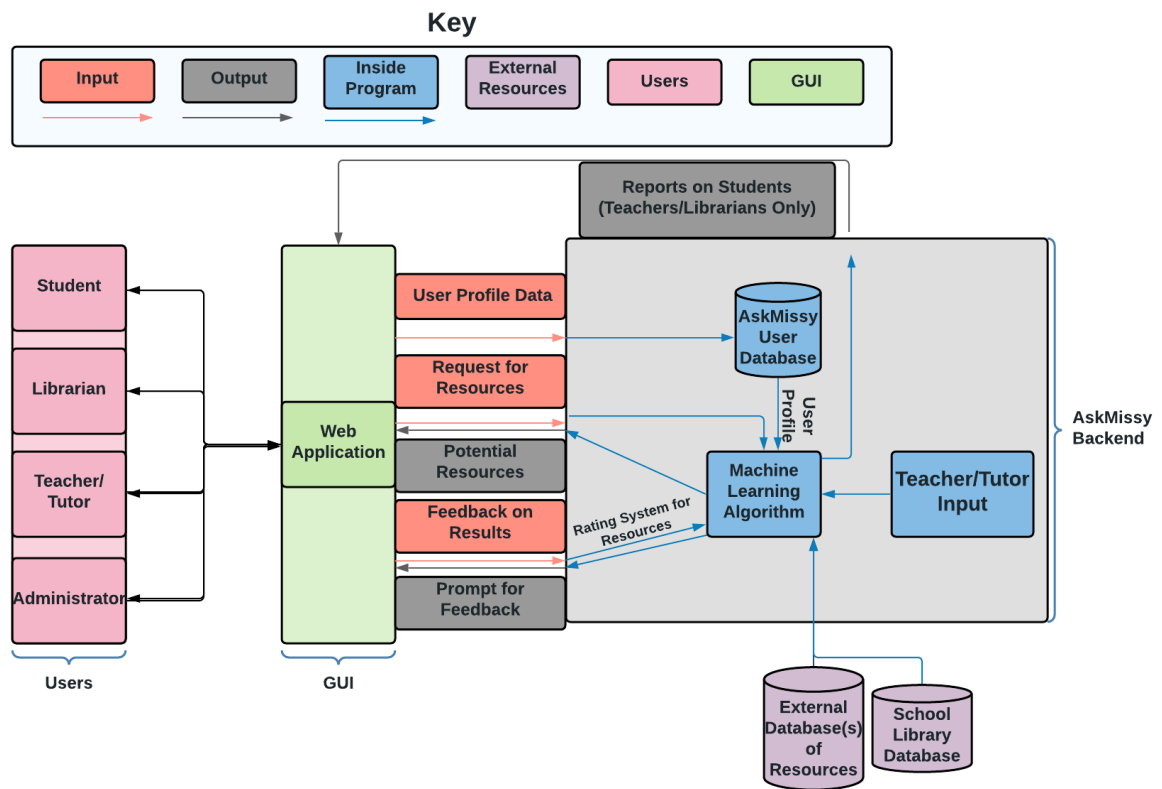 Key
Input
Output
Inside
Program
External
Resources
Users
GUI
Reports on Students
(Teachers/Librarians Only)
Student
Librarian
Teacher/
Tutor
Administrator
Users
Web
Application
GUI
User Profile Data
Request for
Resources
Potential
Resources
Feedback on
Results
Prompt for
Feedback
AskMissy
User
Database
User
Profile
Machine
Learning
Algorithm
Rating System for
Resources
Teacher/Tutor
Input
AskMissy
Backend
External
Database(s)
of
Resources
School
Library
Database